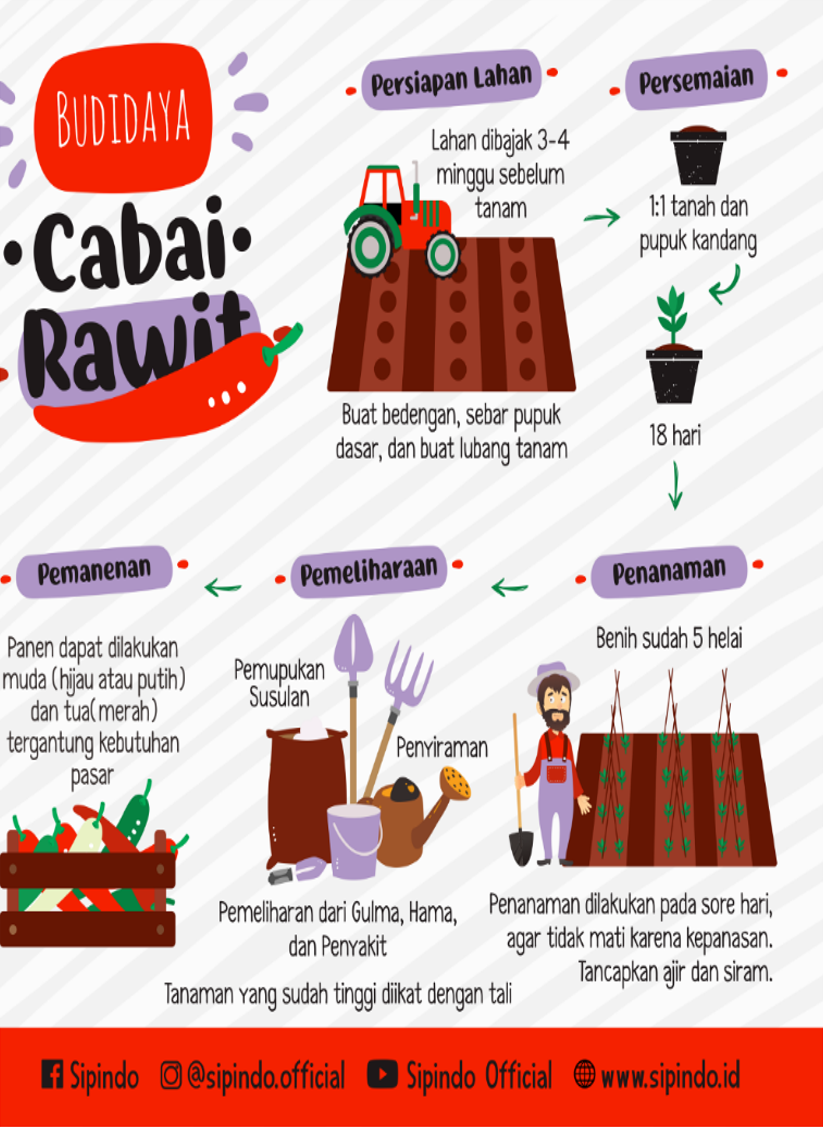 BUDIDAYA
Cabai
Rawit
Persiapan Lahan
Lahan dibajak 3-4
minggu sebelum
tanam
Buat bedengan, sebar pupuk
dasar, dan buat lubang tanam
Persemaian
1:1 tanah dan
pupuk kandang
18 hari
Penanaman
Benih sudah 5 helai
Penanaman dilakukan pada sore hari,
agar tidak mati karena kepanasan.
Tancapkan ajir dan siram.
Pemeliharaan
Pemupukan
Susulan
Penyiraman
Pemeliharan dari Gulma, Hama,
dan Penyakit
Tanaman yang sudah tinggi diikat dengan tali
Pemanenan
Panen dapat dilakukan
muda (hijau atau putih)
dan tua(merah)
tergantung kebutuhan
pasar
Sipindo @sipindo.official Sipindo Official www.sipindo.id